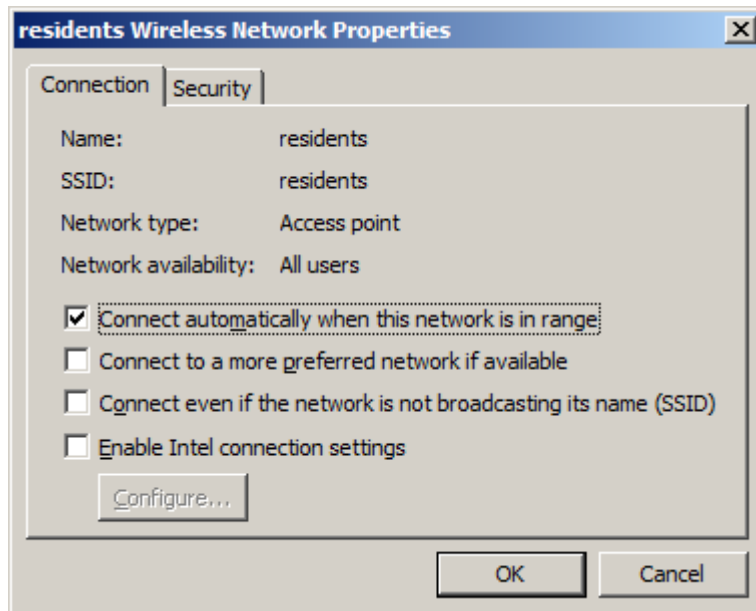 residents Wireless Network Properties
Connection Security
Name: residents
SSID: residents
Network type: Access point
Network availability: All users
Connect automatically when this network is in range
Connect to a more preferred network if available
Connect even if the network is not broadcasting its name (SSID)
Enable Intel connection settings
Configure...
OK Cancel